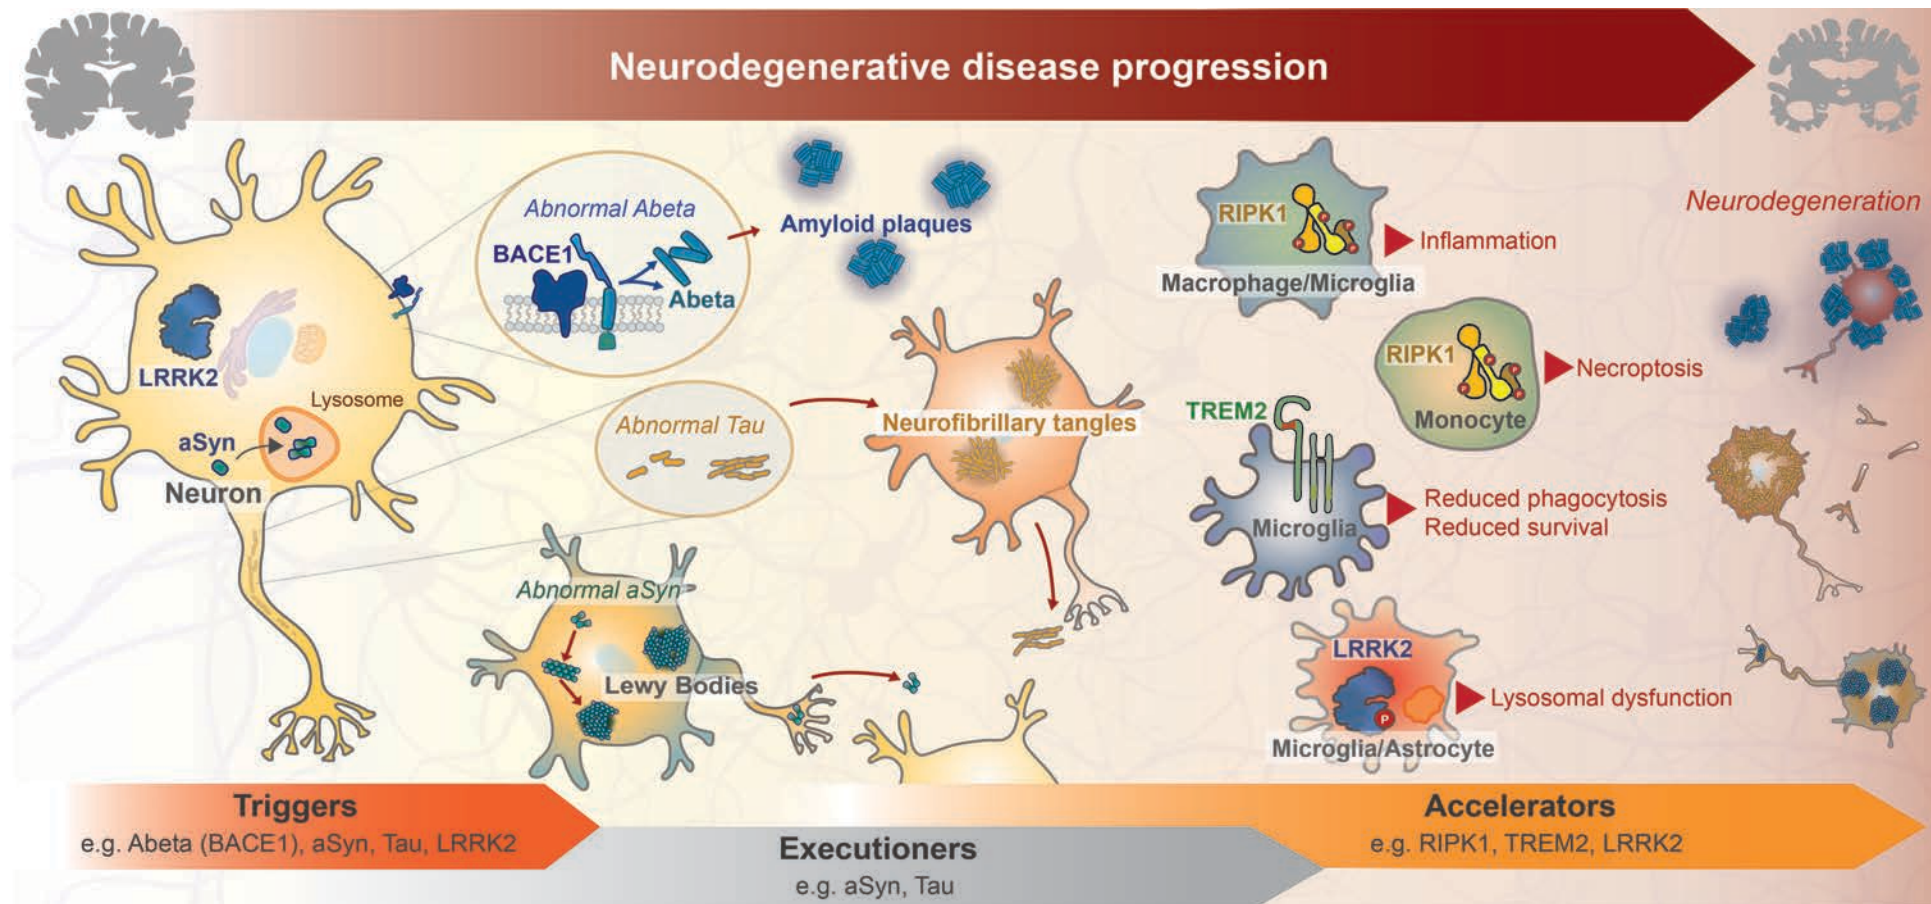 Neurodegenerative disease progression
LRRK2
Lysosome
aSyn
Neuron
Abnormal Abeta
BACE1
Abeta
Amyloid plaques
Abnormal Tau
Neurofibrillary tangles
Abnormal aSyn
Lewy Bodies
RIPK1
P
P
P
Macrophage/Microglia
Inflammation
RIPK1
P
P
P
Monocyte
Necroptosis
TREM2
Microglia
Reduced phagocytosis
Reduced survival
LRRK2
P
Microglia/Astrocyte
Lysosomal dysfunction
Neurodegeneration
Triggers
e.g. Abeta (BACE1), aSyn, Tau, LRRK2
Executioners
e.g. aSyn, Tau
Accelerators
e.g. RIPK1, TREM2, LRRK2